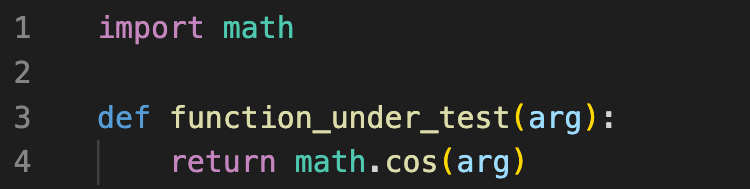 1 import math
2
3 def function_under_test(arg):
4     return math.cos(arg)